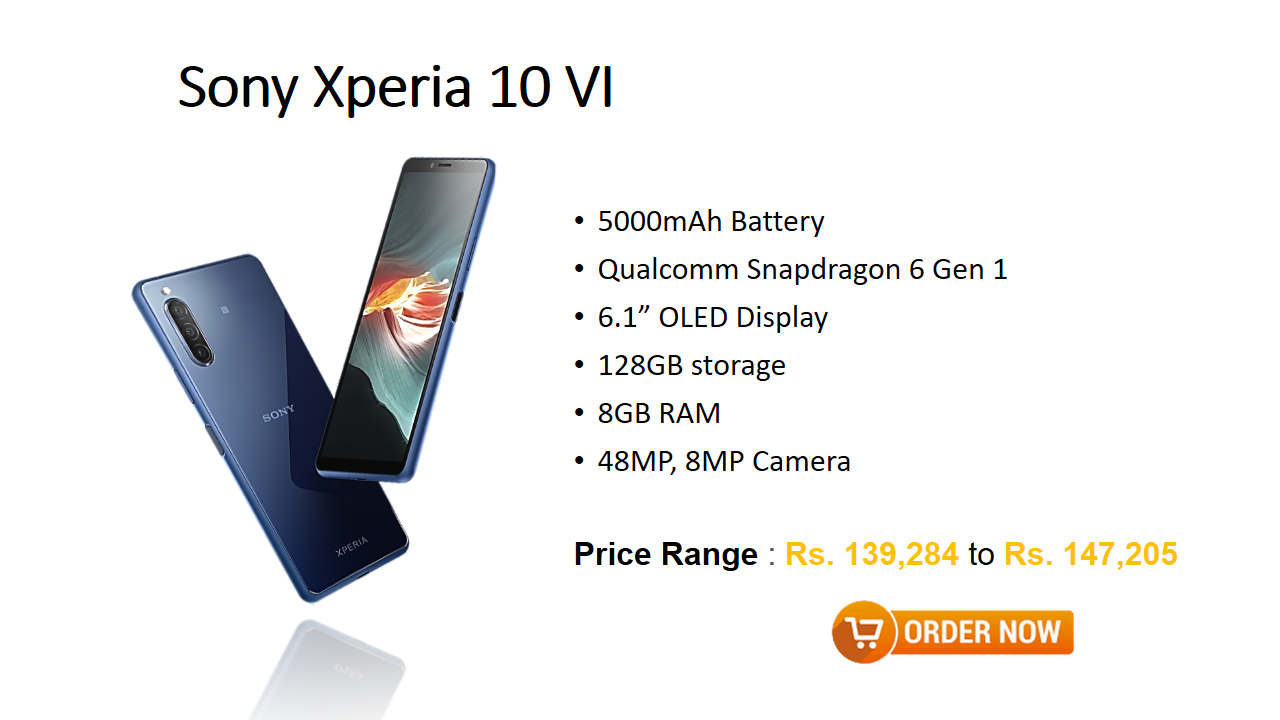 Sony Xperia 10 VI
• 5000mAh Battery
• Qualcomm Snapdragon 6 Gen 1
• 6.1” OLED Display
• 128GB storage
• 8GB RAM
• 48MP, 8MP Camera
SONY
XPERIA
Price Range : Rs. 139,284 to Rs. 147,205
ORDER NOW